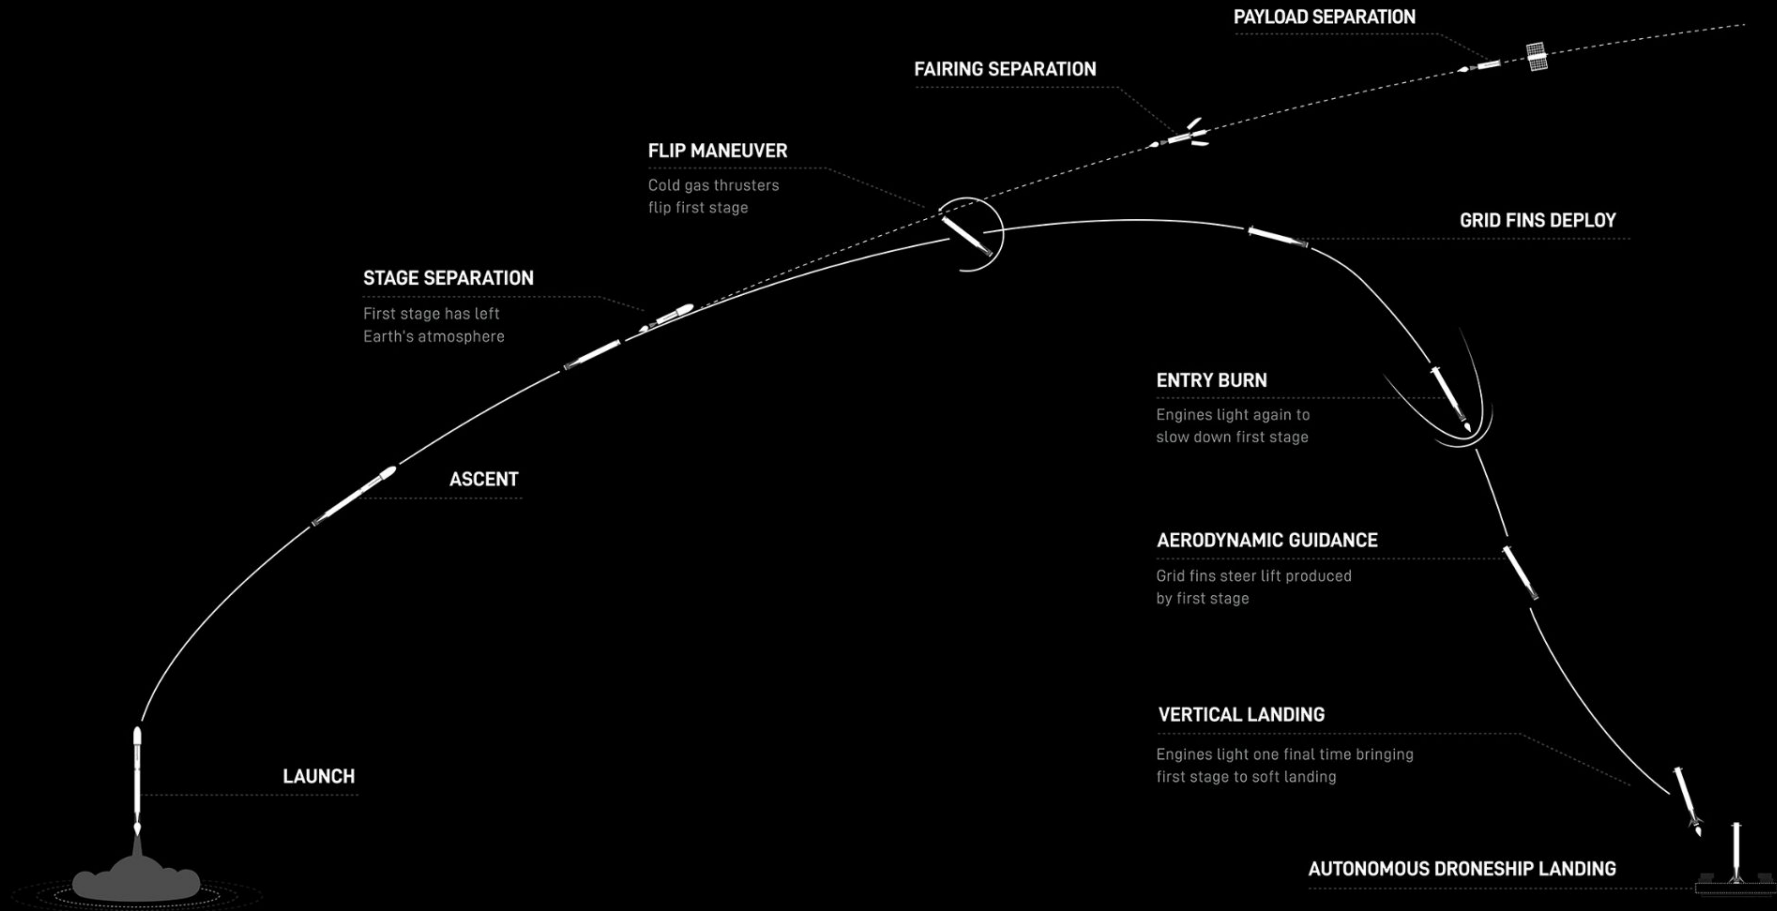 PAYLOAD SEPARATION
FAIRING SEPARATION
FLIP MANEUVER
Cold gas thrusters
flip first stage
GRID FINS DEPLOY
STAGE SEPARATION
First stage has left
Earth's atmosphere
ENTRY BURN
Engines light again to
slow down first stage
ASCENT
AERODYNAMIC GUIDANCE
Grid fins steer lift produced
by first stage
VERTICAL LANDING
Engines light one final time bringing
first stage to soft landing
LAUNCH
AUTONOMOUS DRONESHIP LANDING